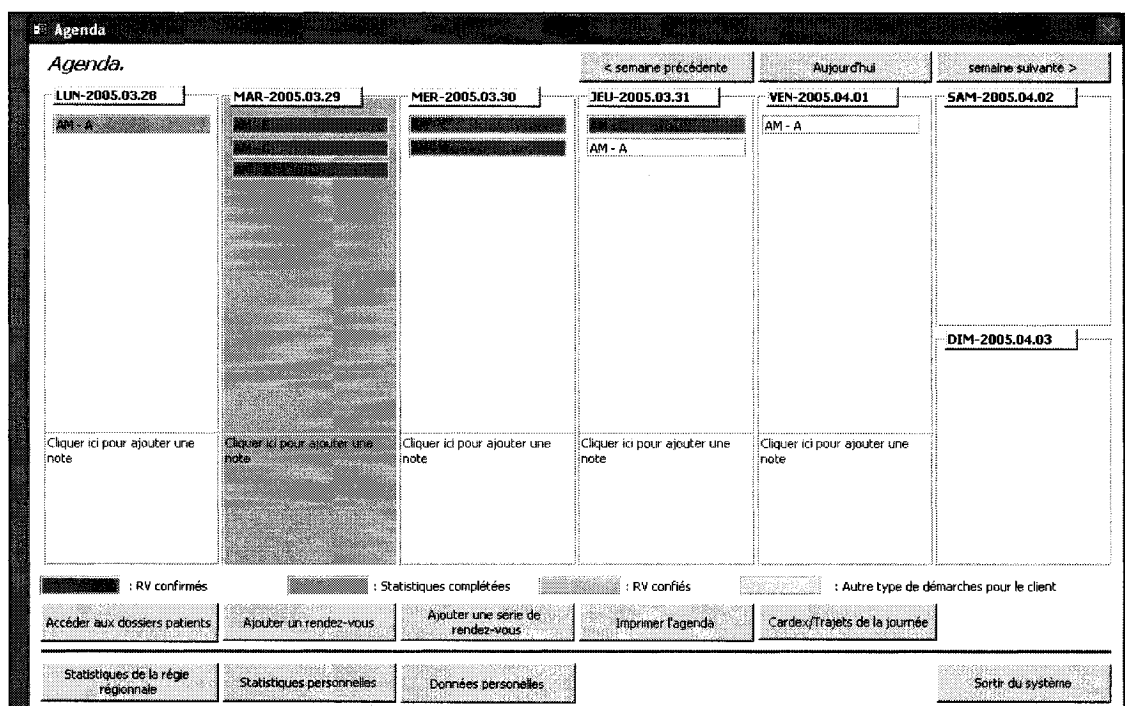 Agenda
Agenda.
< semaine précédente
Aujourd'hui
semaine suivante >
LUN-2005.03.28
MAR-2005.03.29
MER-2005.03.30
JEU-2005.03.31
VEN-2005.04.01
SAM-2005.04.02
AM - A
AM - A
AM - A
DIM-2005.04.03
Cliquer ici pour ajouter une
note
Cliquer ici pour ajouter une
note
Cliquer ici pour ajouter une
note
Cliquer ici pour ajouter une
note
Cliquer ici pour ajouter une
note
: RV confirmés
: Statistiques complétées
: RV confiés
: Autre type de démarches pour le client
Accéder aux dossiers patients
Ajouter un rendez-vous
Ajouter une série de
rendez-vous
Imprimer l'agenda
Cardex/Trajets de la journée
Statistiques de la régie
régionnale
Statistiques personnelles
Données personelles
Sortir du système